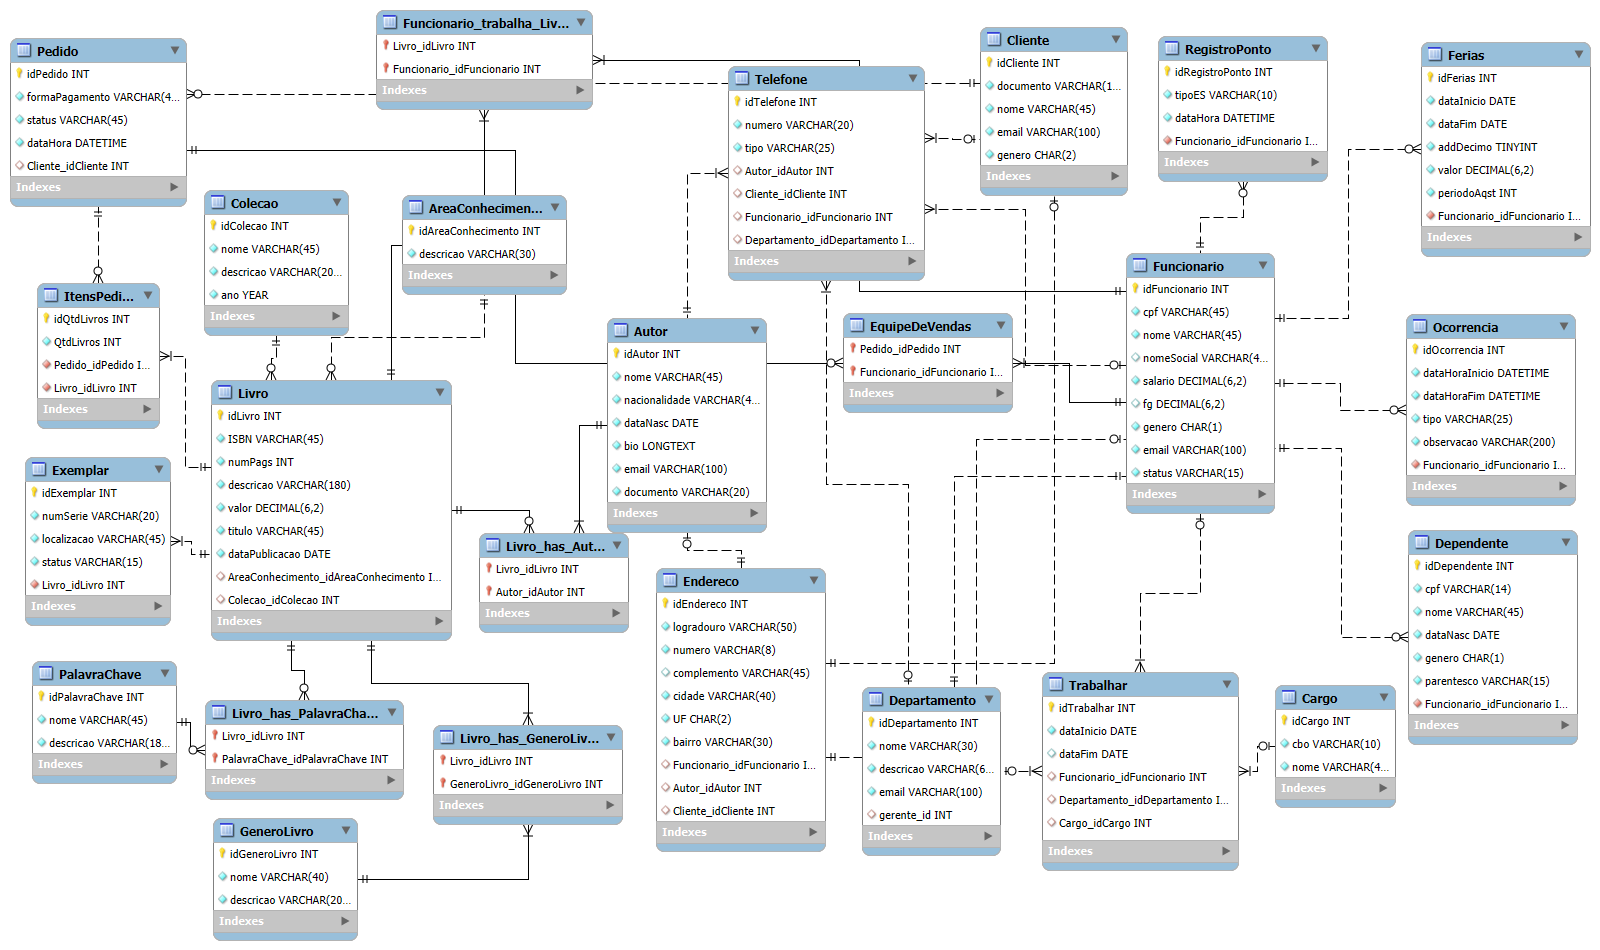 Pedido
idPedido INT
formaPagamento VARCHAR(4...
status VARCHAR(45)
dataHora DATETIME
Cliente_idCliente INT
Indexes
Funcionario_trabalha_Liv...
Livro_idLivro INT
Funcionario_idFuncionario INT
Indexes
Telefone
idTelefone INT
numero VARCHAR(20)
tipo VARCHAR(25)
Autor_idAutor INT
Cliente_idCliente INT
Funcionario_idFuncionario INT
Departamento_idDepartamento I...
Indexes
Cliente
idCliente INT
documento VARCHAR(1...
nome VARCHAR(45)
email VARCHAR(100)
genero CHAR(2)
Indexes
RegistroPonto
idRegistroPonto INT
tipoES VARCHAR(10)
dataHora DATETIME
Funcionario_idFuncionario I...
Indexes
Ferias
idFerias INT
dataInicio DATE
dataFim DATE
addDecimo TINYINT
valor DECIMAL(6,2)
periodoAqst INT
Funcionario_idFuncionario I...
Indexes
Colecao
idColecao INT
nome VARCHAR(45)
descricao VARCHAR(20...
ano YEAR
Indexes
AreaConhecimen...
idAreaConhecimento INT
descricao VARCHAR(30)
Indexes
ItensPedi...
idQtdLivros INT
QtdLivros INT
Pedido_idPedido I...
Livro_idLivro INT
Indexes
Autor
idAutor INT
nome VARCHAR(45)
nacionalidade VARCHAR(4...
dataNasc DATE
bio LONGTEXT
email VARCHAR(100)
documento VARCHAR(20)
Indexes
EquipeDeVendas
Pedido_idPedido INT
Funcionario_idFuncionario I...
Indexes
Funcionario
idFuncionario INT
cpf VARCHAR(45)
nome VARCHAR(45)
nomeSocial VARCHAR(4...
salario DECIMAL(6,2)
fg DECIMAL(6,2)
genero CHAR(1)
email VARCHAR(100)
status VARCHAR(15)
Indexes
Ocorrencia
idOcorrencia INT
dataHoraInicio DATETIME
dataHoraFim DATETIME
tipo VARCHAR(25)
observacao VARCHAR(200)
Funcionario_idFuncionario I...
Indexes
Livro
idLivro INT
ISBN VARCHAR(45)
numPags INT
descricao VARCHAR(180)
valor DECIMAL(6,2)
titulo VARCHAR(45)
dataPublicacao DATE
AreaConhecimento_idAreaConhecimento I...
Colecao_idColecao INT
Indexes
Exemplar
idExemplar INT
numSerie VARCHAR(20)
localizacao VARCHAR(45)
status VARCHAR(15)
Livro_idLivro INT
Indexes
Livro_has_Aut...
Livro_idLivro INT
Autor_idAutor INT
Indexes
Endereco
idEndereco INT
logradouro VARCHAR(50)
numero VARCHAR(8)
complemento VARCHAR(45)
cidade VARCHAR(40)
UF CHAR(2)
bairro VARCHAR(30)
Funcionario_idFuncionario I...
Autor_idAutor INT
Cliente_idCliente INT
Indexes
Dependente
idDependente INT
cpf VARCHAR(14)
nome VARCHAR(45)
dataNasc DATE
genero CHAR(1)
parentesco VARCHAR(15)
Funcionario_idFuncionario I...
Indexes
PalavraChave
idPalavraChave INT
nome VARCHAR(45)
descricao VARCHAR(18...
Indexes
Livro_has_PalavraCha...
Livro_idLivro INT
PalavraChave_idPalavraChave INT
Indexes
Livro_has_GeneroLiv...
Livro_idLivro INT
GeneroLivro_idGeneroLivro INT
Indexes
Departamento
idDepartamento INT
nome VARCHAR(30)
descricao VARCHAR(6...
email VARCHAR(100)
gerente_id INT
Indexes
Trabalhar
idTrabalhar INT
dataInicio DATE
dataFim DATE
Funcionario_idFuncionario INT
Departamento_idDepartamento I...
Cargo_idCargo INT
Indexes
Cargo
idCargo INT
cbo VARCHAR(10)
nome VARCHAR(4...
Indexes
GeneroLivro
idGeneroLivro INT
nome VARCHAR(40)
descricao VARCHAR(20...
Indexes